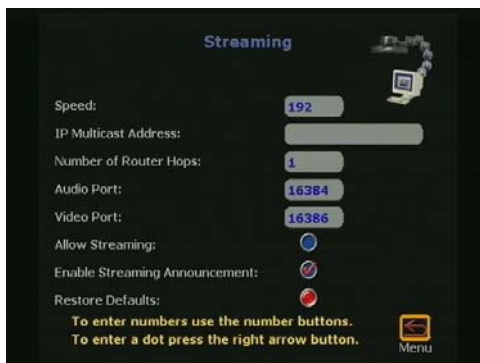 Streaming
Speed: 192
IP Multicast Address:
Number of Router Hops: 1
Audio Port: 16384
Video Port: 16386
Allow Streaming:
Enable Streaming Announcement:
Restore Defaults:
To enter numbers use the number buttons.
To enter a dot press the right arrow button.
Menu